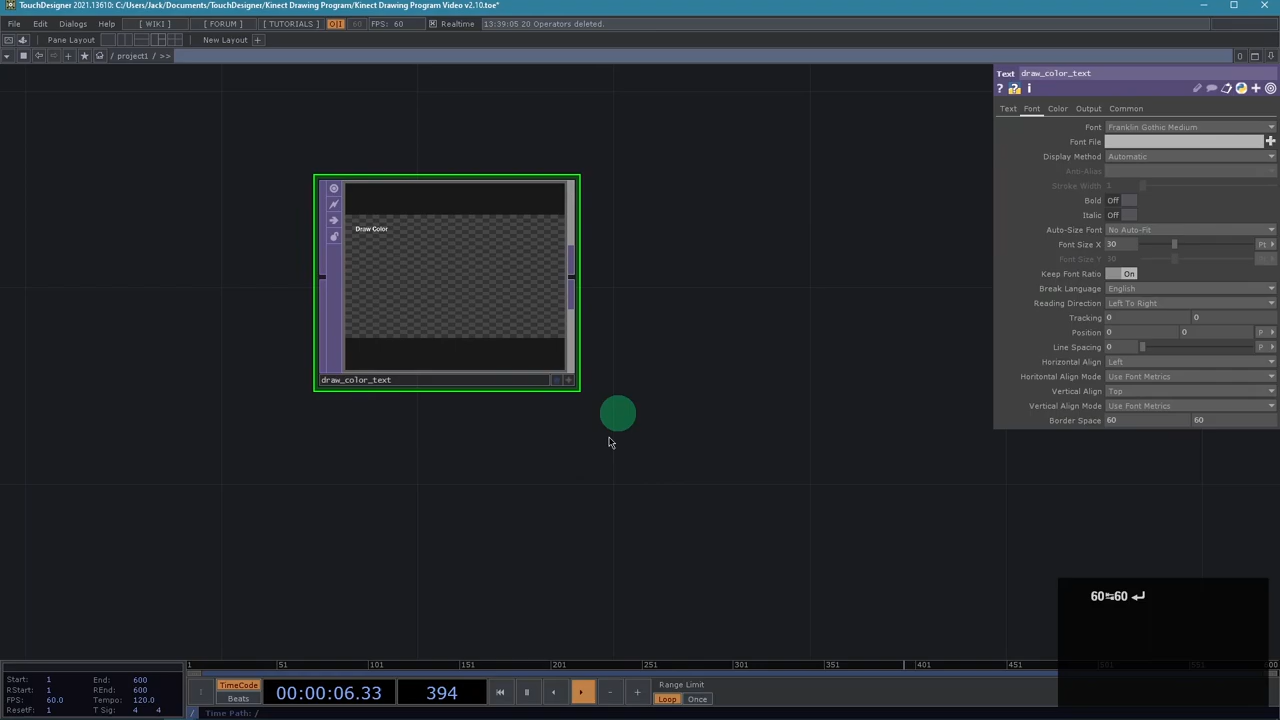 TouchDesigner 2021.13610: C:/Users/Jack/Documents/TouchDesigner/Kinect Drawing Program/Kinect Drawing Program Video v2.10.toe*
File Edit Dialogs Help [ WIKI ] [ FORUM ] [ TUTORIALS ] O|I 60 FPS: 60 Realtime 13:39:05 20 Operators deleted.
Pane Layout New Layout +
/ project1 / >>
Text draw_color_text
? i
Text Font Color Output Common
Font Franklin Gothic Medium
Font File
Display Method Automatic
Anti-Alias
Stroke Width 1
Bold Off
Italic Off
Auto-Size Font No Auto-Fit
Font Size X 30 Pt
Font Size Y 30
Keep Font Ratio On
Break Language English
Reading Direction Left To Right
Tracking 0 0
Position 0 0 P
Line Spacing 0 P
Horizontal Align Left
Horitontal Align Mode Use Font Metrics
Vertical Align Top
Vertical Align Mode Use Font Metrics
Border Space 60 60
Draw Color
draw_color_text
60↹60 ↵
1 51 101 151 201 251 301 351 451 501 551 600
Start: 1 End: 600
RStart: 1 REnd: 600
FPS: 60.0 Tempo: 120.0
ResetF: 1 T Sig: 4 4
TimeCode
Beats
00:00:06.33
394
Range Limit
Loop Once
/ Time Path: /